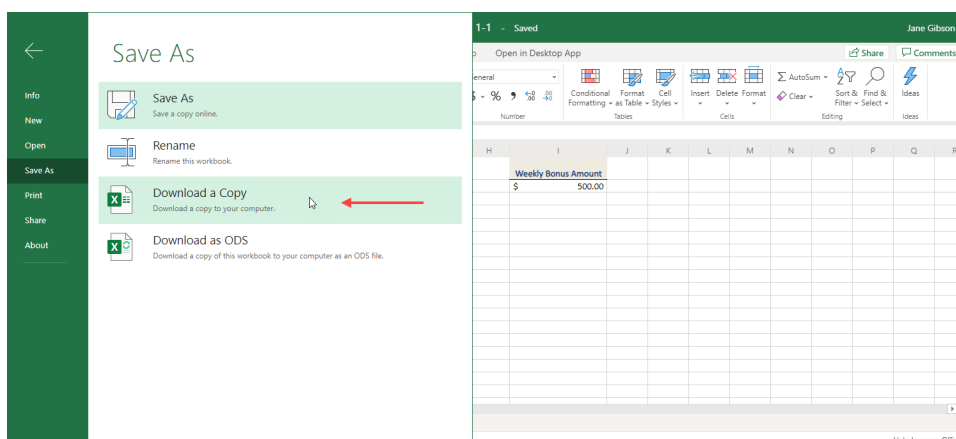 1-1 - Saved
Jane Gibson
Save As
Open in Desktop App
Share
Comments
Info
New
Open
Save As
Print
Share
About
Save As
Save a copy online.
Rename
Rename this workbook.
Download a Copy
Download a copy to your computer.
Download as ODS
Download a copy of this workbook to your computer as an ODS file.
$ % 9 .00 .00
Conditional Formatting
Format as Table
Cell Styles
Insert
Delete
Format
AutoSum
Clear
Sort & Filter
Find & Select
Ideas
Number
Tables
Cells
Editing
Ideas
H I J K L M N O P Q R
Weekly Bonus Amount
$ 500.00